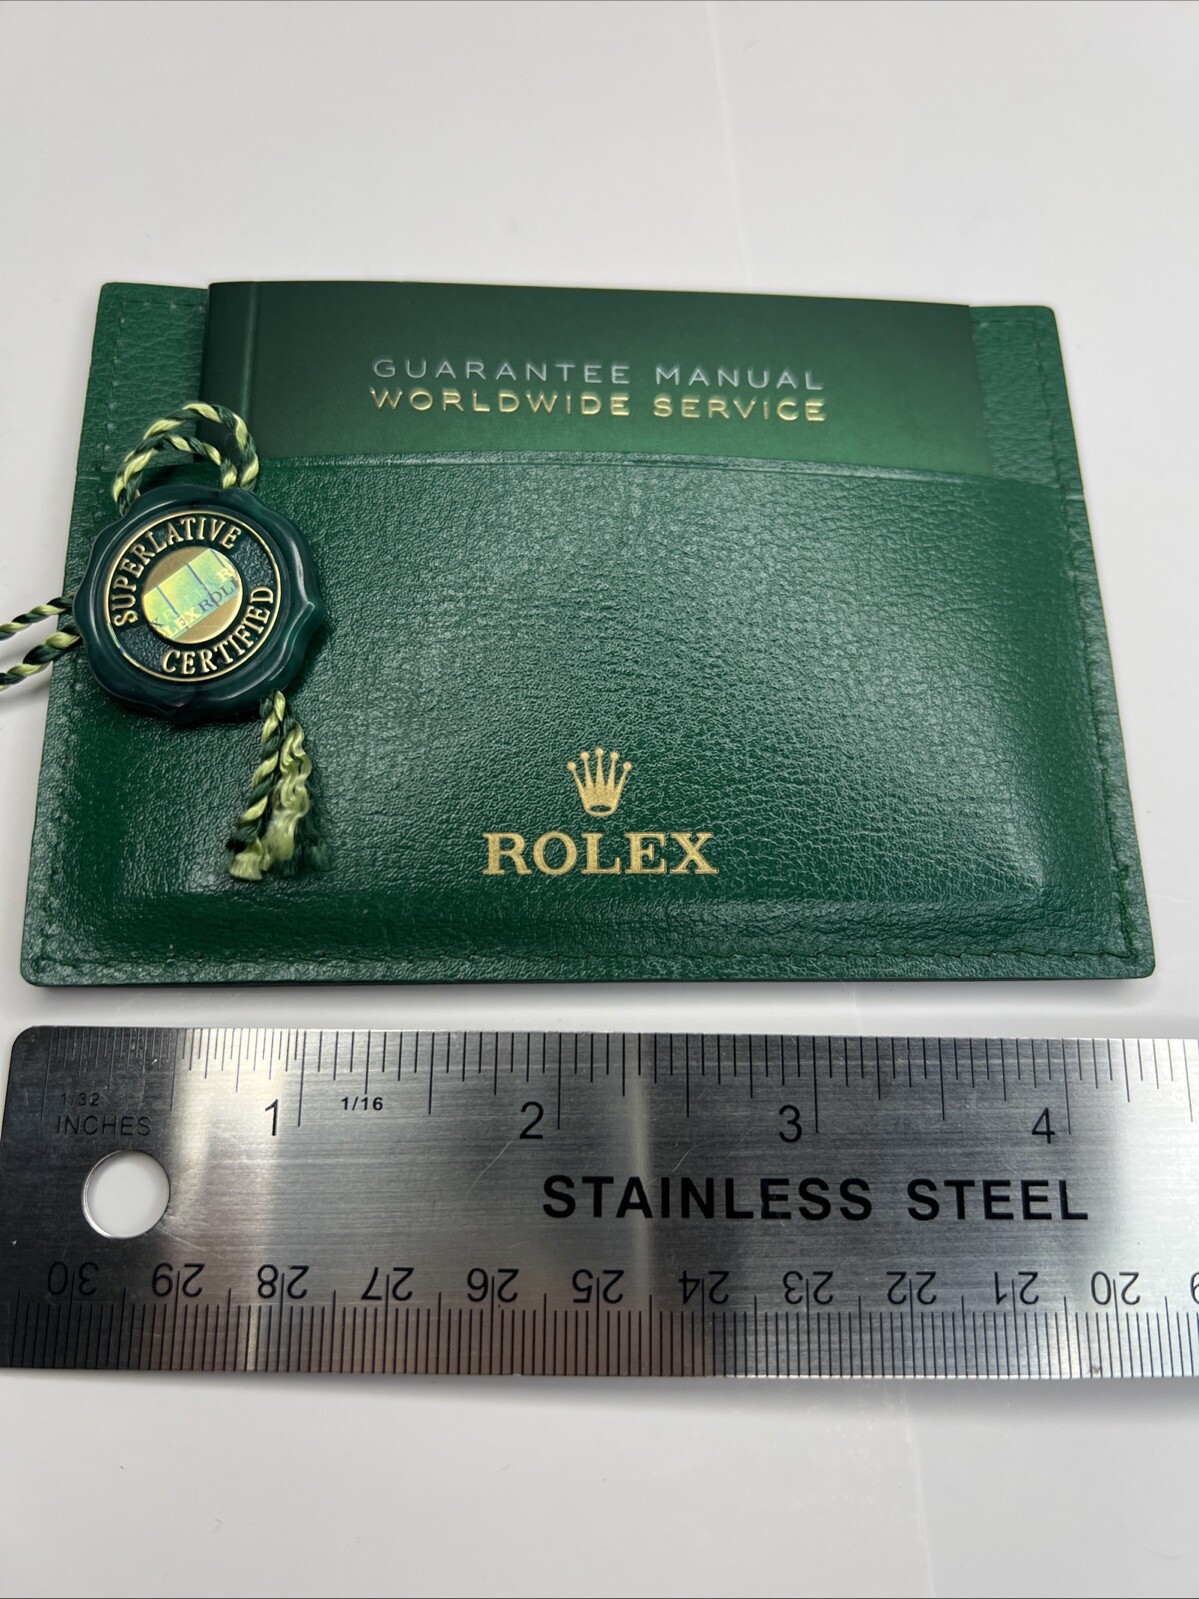 GUARANTEE MANUAL
WORLDWIDE SERVICE
SUPERLATIVE
CERTIFIED
LEXROL
ROLEX
1/32
INCHES
1 1/16 2 3 4
STAINLESS STEEL
30 29 28 27 26 25 24 23 22 21 20